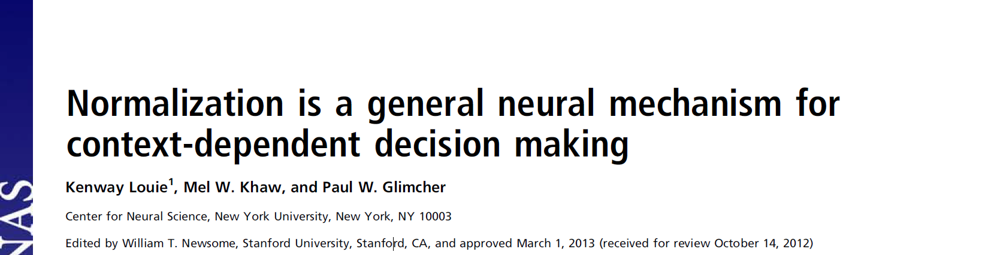 Normalization is a general neural mechanism for
context-dependent decision making
Kenway Louie1, Mel W. Khaw, and Paul W. Glimcher
Center for Neural Science, New York University, New York, NY 10003
Edited by William T. Newsome, Stanford University, Stanford, CA, and approved March 1, 2013 (received for review October 14, 2012)
NAS